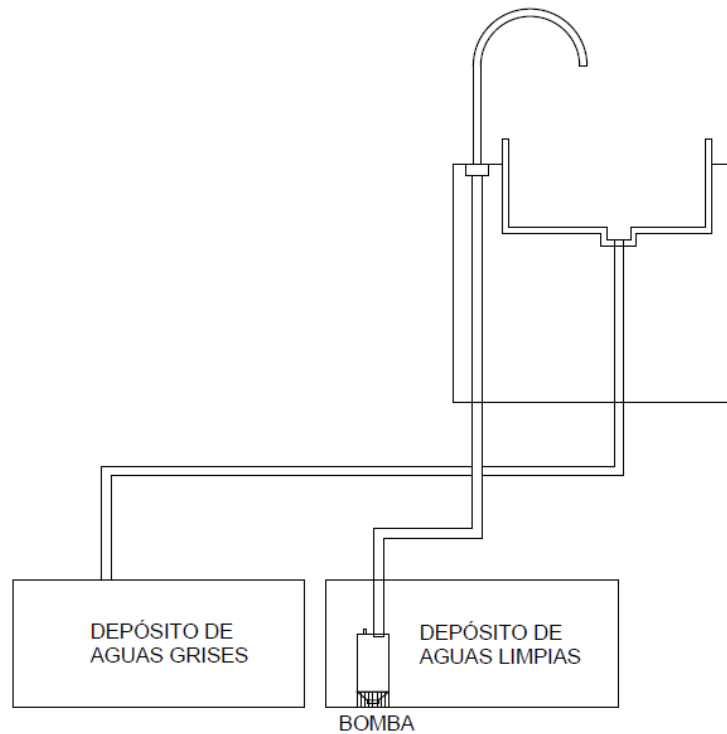 DEPÓSITO DE
AGUAS GRISES
DEPÓSITO DE
AGUAS LIMPIAS
BOMBA